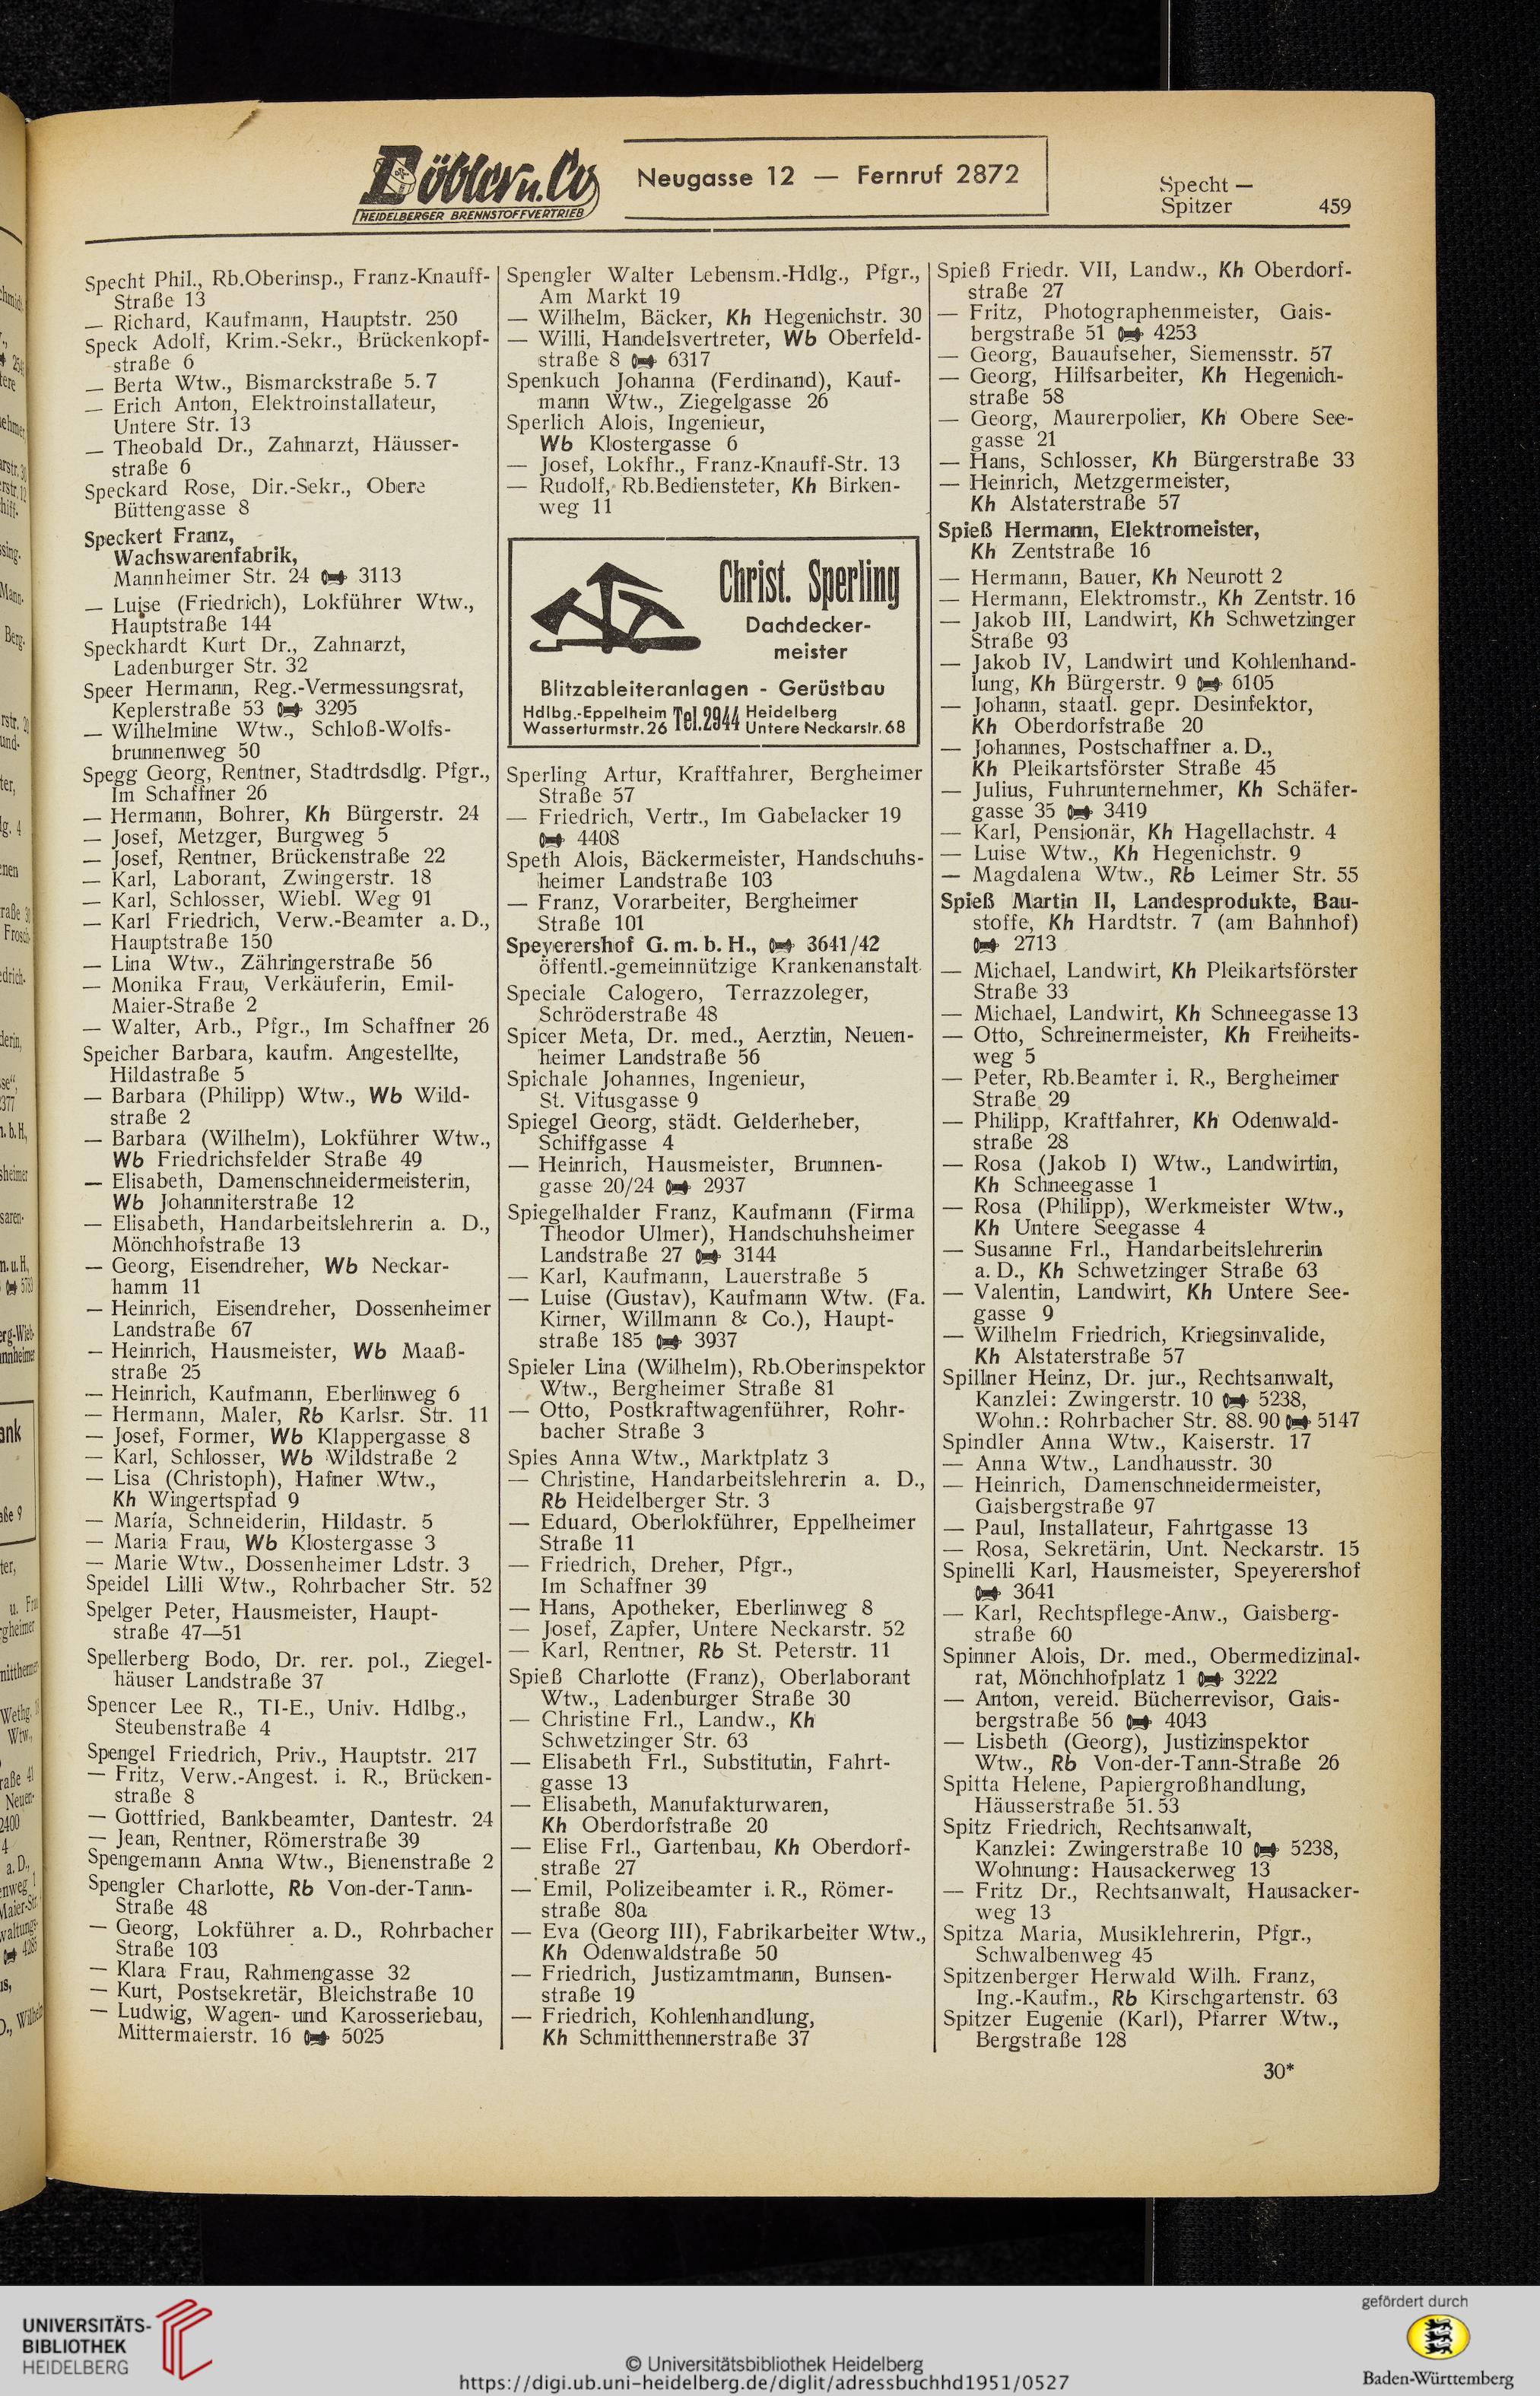 Döbler u. Co
HEIDELBERGER BRENNSTOFFVERTRIEB
Neugasse 12 — Fernruf 2872
Specht —
Spitzer 459
Specht Phil., Rb.Oberinsp., Franz-Knauff-
Straße 13
— Richard, Kaufmann, Hauptstr. 250
Speck Adolf, Krim.-Sekr., Brückenkopf-
straße 6
— Berta Wtw., Bismarckstraße 5. 7
— Erich Anton, Elektroinstallateur,
Untere Str. 13
— Theobald Dr., Zahnarzt, Häusser-
straße 6
Speckard Rose, Dir.-Sekr., Obere
Büttengasse 8
Speckert Franz,
Wachswarenfabrik,
Mannheimer Str. 24 3113
— Luise (Friedrich), Lokführer Wtw.,
Hauptstraße 144
Speckhardt Kurt Dr., Zahnarzt,
Ladenburger Str. 32
Speer Hermann, Reg.-Vermessungsrat,
Keplerstraße 53 3295
— Wilhelmine Wtw., Schloß-Wolfs-
brunnenweg 50
Spegg Georg, Rentner, Stadtrdsdlg. Pfgr.,
Im Schaffner 26
— Hermann, Bohrer, Kh Bürgerstr. 24
— Josef, Metzger, Burgweg 5
— Josef, Rentner, Brückenstraße 22
— Karl, Laborant, Zwingerstr. 18
— Karl, Schlosser, Wiebl. Weg 91
— Karl Friedrich, Verw.-Beamter a. D.,
Hauptstraße 150
— Lina Wtw., Zähringerstraße 56
— Monika Frau, Verkäuferin, Emil-
Maier-Straße 2
— Walter, Arb., Pfgr., Im Schaffner 26
Speicher Barbara, kaufm. Angestellte,
Hildastraße 5
— Barbara (Philipp) Wtw., Wb Wild-
straße 2
— Barbara (Wilhelm), Lokführer Wtw.,
Wb Friedrichsfelder Straße 49
— Elisabeth, Damenschneidermeisterin,
Wb Johanniterstraße 12
— Elisabeth, Handarbeitslehrerin a. D.,
Mönchhofstraße 13
— Georg, Eisendreher, Wb Neckar-
hamm 11
— Heinrich, Eisendreher, Dossenheimer
Landstraße 67
— Heinrich, Hausmeister, Wb Maaß-
straße 25
— Heinrich, Kaufmann, Eberlinweg 6
— Hermann, Maler, Rb Karlsr. Str. 11
— Josef, Former, Wb Klappergasse 8
— Karl, Schlosser, Wb Wildstraße 2
— Lisa (Christoph), Hafner Wtw.,
Kh Wingertspfad 9
— Maria, Schneiderin, Hildastr. 5
— Maria Frau, Wb Klostergasse 3
— Marie Wtw., Dossenheimer Ldstr. 3
Speidel Lilli Wtw., Rohrbacher Str. 52
Spelger Peter, Hausmeister, Haupt-
straße 47—51
Spellerberg Bodo, Dr. rer. pol., Ziegel-
häuser Landstraße 37
Spencer Lee R., TI-E., Univ. Hdlbg.,
Steubenstraße 4
Spengel Friedrich, Priv., Hauptstr. 217
— Fritz, Verw.-Angest. i. R., Brücken-
straße 8
— Gottfried, Bankbeamter, Dantestr. 24
— Jean, Rentner, Römerstraße 39
Spengemann Anna Wtw., Bienenstraße 2
Spengler Charlotte, Rb Von-der-Tann-
Straße 48
— Georg, Lokführer a. D., Rohrbacher
Straße 103
— Klara Frau, Rahmengasse 32
— Kurt, Postsekretär, Bleichstraße 10
— Ludwig, Wagen- und Karosseriebau,
Mittermaierstr. 16 5025
Spengler Walter Lebensm.-Hdlg., Pfgr.,
Am Markt 19
— Wilhelm, Bäcker, Kh Hegenichstr. 30
— Willi, Handelsvertreter, Wb Oberfeld-
straße 8 6317
Spenkuch Johanna (Ferdinand), Kauf-
mann Wtw., Ziegelgasse 26
Sperlich Alois, Ingenieur,
Wb Klostergasse 6
— Josef, Lokfhr., Franz-Knauff-Str. 13
— Rudolf, Rb.Bediensteter, Kh Birken-
weg 11
Christ. Sperling
Dachdecker-
meister
Blitzableiteranlagen - Gerüstbau
Hdlbg.-Eppelheim Tel. 2944 Heidelberg
Wasserturmstr. 26 Untere Neckarstr. 68
Sperling Artur, Kraftfahrer, Bergheimer
Straße 57
— Friedrich, Vertr., Im Gabelacker 19
4408
Speth Alois, Bäckermeister, Handschuhs-
heimer Landstraße 103
— Franz, Vorarbeiter, Bergheimer
Straße 101
Speyerershof G. m. b. H., 3641/42
öffentl.-gemeinnützige Krankenanstalt
Speciale Calogero, Terrazzoleger,
Schröderstraße 48
Spicer Meta, Dr. med., Aerztin, Neuen-
heimer Landstraße 56
Spichale Johannes, Ingenieur,
St. Vitusgasse 9
Spiegel Georg, städt. Gelderheber,
Schiffgasse 4
— Heinrich, Hausmeister, Brunnen-
gasse 20/24 2937
Spiegelhalder Franz, Kaufmann (Firma
Theodor Ulmer), Handschuhsheimer
Landstraße 27 3144
— Karl, Kaufmann, Lauerstraße 5
— Luise (Gustav), Kaufmann Wtw. (Fa.
Kirner, Willmann & Co.), Haupt-
straße 185 3937
Spieler Lina (Wilhelm), Rb.Oberinspektor
Wtw., Bergheimer Straße 81
— Otto, Postkraftwagenführer, Rohr-
bacher Straße 3
Spies Anna Wtw., Marktplatz 3
— Christine, Handarbeitslehrerin a. D.,
Rb Heidelberger Str. 3
— Eduard, Oberlokführer, Eppelheimer
Straße 11
— Friedrich, Dreher, Pfgr.,
Im Schaffner 39
— Hans, Apotheker, Eberlinweg 8
— Josef, Zapfer, Untere Neckarstr. 52
— Karl, Rentner, Rb St. Peterstr. 11
Spieß Charlotte (Franz), Oberlaborant
Wtw., Ladenburger Straße 30
— Christine Frl., Landw., Kh
Schwetzinger Str. 63
— Elisabeth Frl., Substitutin, Fahrt-
gasse 13
— Elisabeth, Manufakturwaren,
Kh Oberdorfstraße 20
— Elise Frl., Gartenbau, Kh Oberdorf-
straße 27
— Emil, Polizeibeamter i. R., Römer-
straße 80a
— Eva (Georg III), Fabrikarbeiter Wtw.,
Kh Odenwaldstraße 50
— Friedrich, Justizamtmann, Bunsen-
straße 19
— Friedrich, Kohlenhandlung,
Kh Schmitthennerstraße 37
Spieß Friedr. VII, Landw., Kh Oberdorf-
straße 27
— Fritz, Photographenmeister, Gais-
bergstraße 51 4253
— Georg, Bauaufseher, Siemensstr. 57
— Georg, Hilfsarbeiter, Kh Hegenich-
straße 58
— Georg, Maurerpolier, Kh Obere See-
gasse 21
— Hans, Schlosser, Kh Bürgerstraße 33
— Heinrich, Metzgermeister,
Kh Alstaterstraße 57
Spieß Hermann, Elektromeister,
Kh Zentstraße 16
— Hermann, Bauer, Kh Neurott 2
— Hermann, Elektromstr., Kh Zentstr. 16
— Jakob III, Landwirt, Kh Schwetzinger
Straße 93
— Jakob IV, Landwirt und Kohlenhand-
lung, Kh Bürgerstr. 9 6105
— Johann, staatl. gepr. Desinfektor,
Kh Oberdorfstraße 20
— Johannes, Postschaffner a. D.,
Kh Pleikartsförster Straße 45
— Julius, Fuhrunternehmer, Kh Schäfer-
gasse 35 3419
— Karl, Pensionär, Kh Hagellachstr. 4
— Luise Wtw., Kh Hegenichstr. 9
— Magdalena Wtw., Rb Leimer Str. 55
Spieß Martin II, Landesprodukte, Bau-
stoffe, Kh Hardtstr. 7 (am Bahnhof)
2713
— Michael, Landwirt, Kh Pleikartsförster
Straße 33
— Michael, Landwirt, Kh Schneegasse 13
— Otto, Schreinermeister, Kh Freiheits-
weg 5
— Peter, Rb.Beamter i. R., Bergheimer
Straße 29
— Philipp, Kraftfahrer, Kh Odenwald-
straße 28
— Rosa (Jakob I) Wtw., Landwirtin,
Kh Schneegasse 1
— Rosa (Philipp), Werkmeister Wtw.,
Kh Untere Seegasse 4
— Susanne Frl., Handarbeitslehrerin
a. D., Kh Schwetzinger Straße 63
— Valentin, Landwirt, Kh Untere See-
gasse 9
— Wilhelm Friedrich, Kriegsinvalide,
Kh Alstaterstraße 57
Spillner Heinz, Dr. jur., Rechtsanwalt,
Kanzlei: Zwingerstr. 10 5238,
Wohn.: Rohrbacher Str. 88. 90 5147
Spindler Anna Wtw., Kaiserstr. 17
— Anna Wtw., Landhausstr. 30
— Heinrich, Damenschneidermeister,
Gaisbergstraße 97
— Paul, Installateur, Fahrtgasse 13
— Rosa, Sekretärin, Unt. Neckarstr. 15
Spinelli Karl, Hausmeister, Speyerershof
3641
— Karl, Rechtspflege-Anw., Gaisberg-
straße 60
Spinner Alois, Dr. med., Obermedizinal-
rat, Mönchhofplatz 1 3222
— Anton, vereid. Bücherrevisor, Gais-
bergstraße 56 4043
— Lisbeth (Georg), Justizinspektor
Wtw., Rb Von-der-Tann-Straße 26
Spitta Helene, Papiergroßhandlung,
Häusserstraße 51. 53
Spitz Friedrich, Rechtsanwalt,
Kanzlei: Zwingerstraße 10 5238,
Wohnung: Hausackerweg 13
— Fritz Dr., Rechtsanwalt, Hausacker-
weg 13
Spitza Maria, Musiklehrerin, Pfgr.,
Schwalbenweg 45
Spitzenberger Herwald Wilh. Franz,
Ing.-Kaufm., Rb Kirschgartenstr. 63
Spitzer Eugenie (Karl), Pfarrer Wtw.,
Bergstraße 128
30*
UNIVERSITÄTS-
BIBLIOTHEK
HEIDELBERG
© Universitätsbibliothek Heidelberg
https://digi.ub.uni-heidelberg.de/diglit/adressbuchhd1951/0527
gefördert durch
Baden-Württemberg